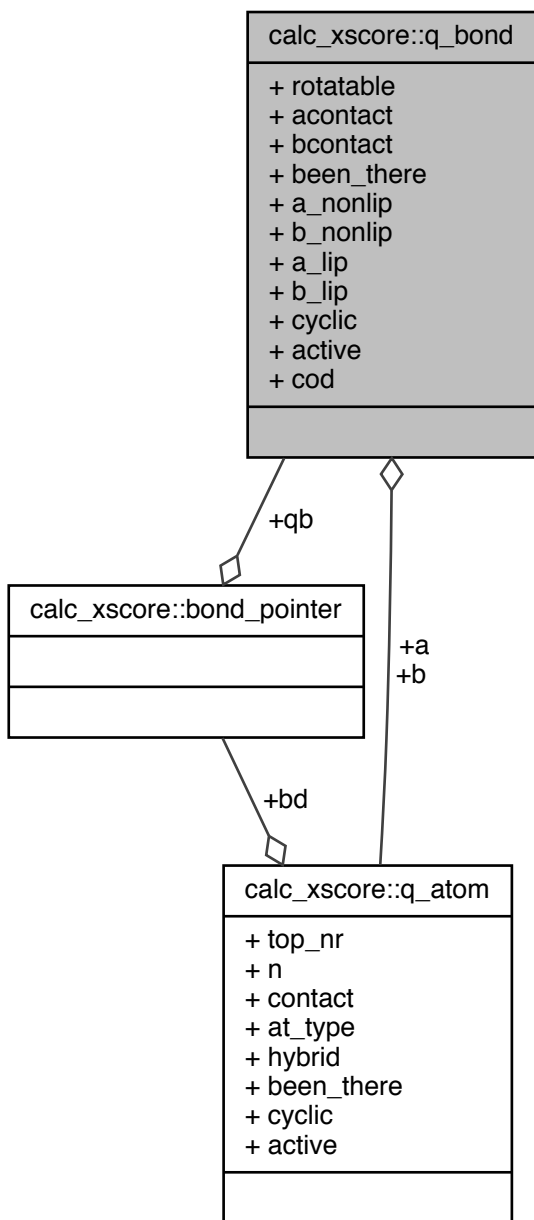 calc_xscore::q_bond
+ rotatable
+ acontact
+ bcontact
+ been_there
+ a_nonlip
+ b_nonlip
+ a_lip
+ b_lip
+ cyclic
+ active
+ cod
+qb
calc_xscore::bond_pointer
+a
+b
+bd
calc_xscore::q_atom
+ top_nr
+ n
+ contact
+ at_type
+ hybrid
+ been_there
+ cyclic
+ active